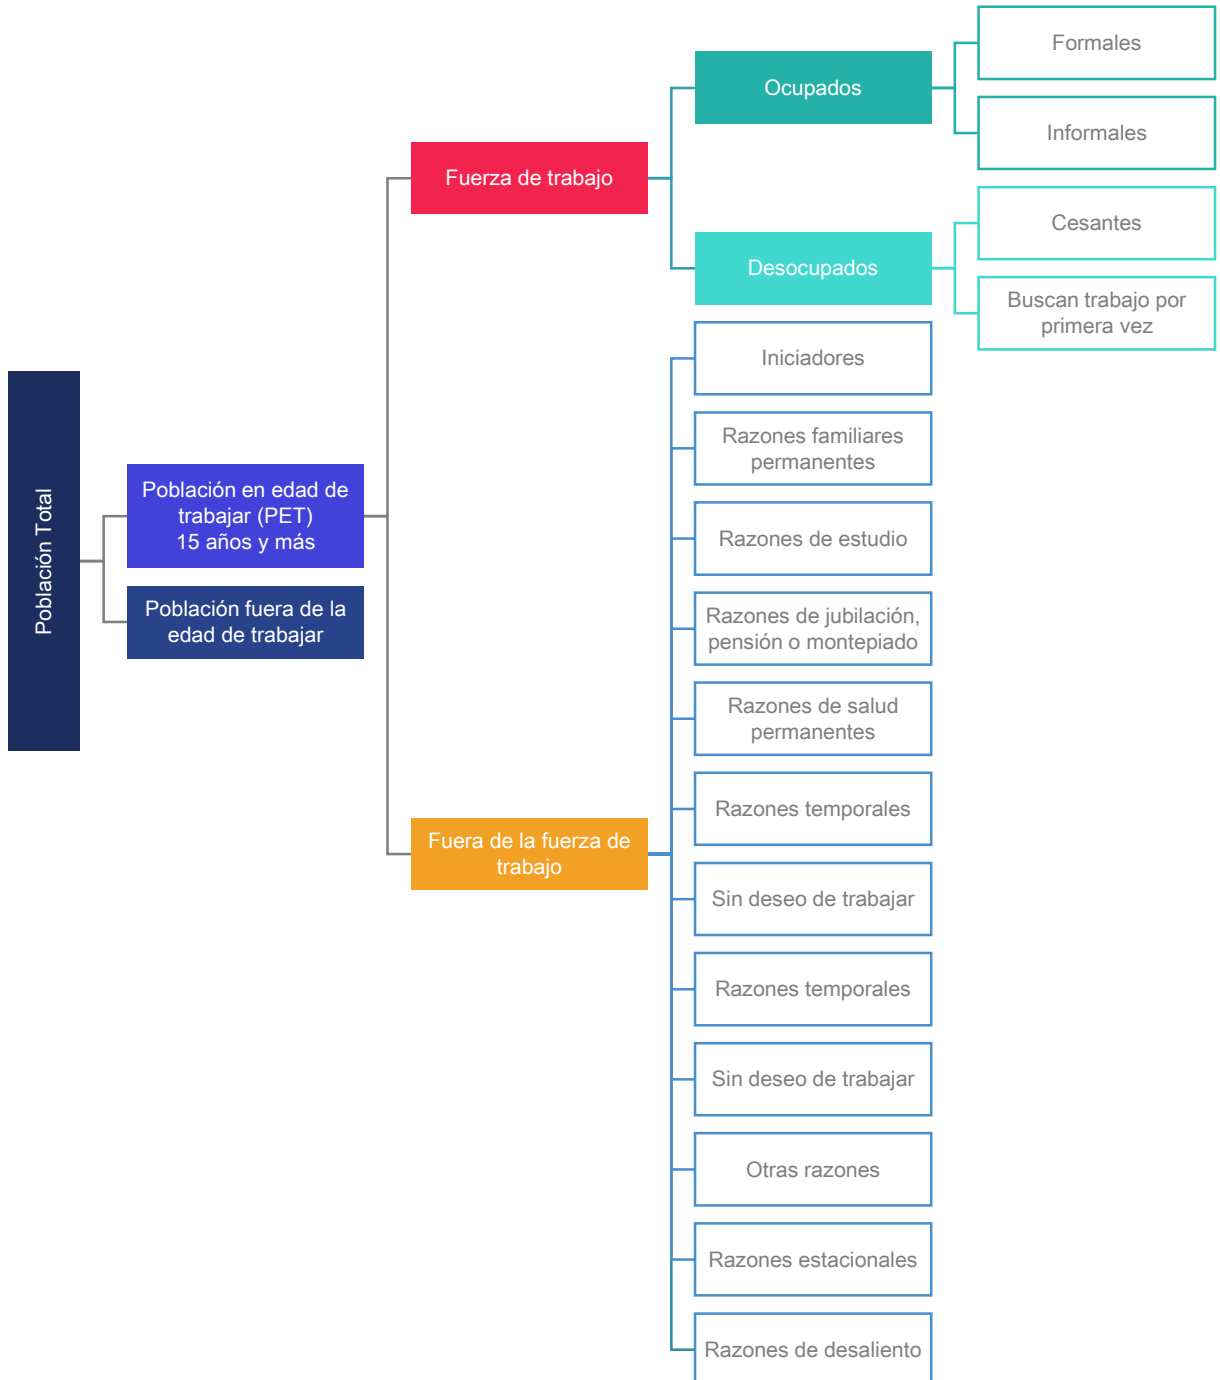 Población Total
Población en edad de
trabajar (PET)
15 años y más
Población fuera de la
edad de trabajar
Fuerza de trabajo
Ocupados
Formales
Informales
Desocupados
Cesantes
Buscan trabajo por
primera vez
Fuera de la fuerza de
trabajo
Iniciadores
Razones familiares
permanentes
Razones de estudio
Razones de jubilación,
pensión o montepiado
Razones de salud
permanentes
Razones temporales
Sin deseo de trabajar
Razones temporales
Sin deseo de trabajar
Otras razones
Razones estacionales
Razones de desaliento